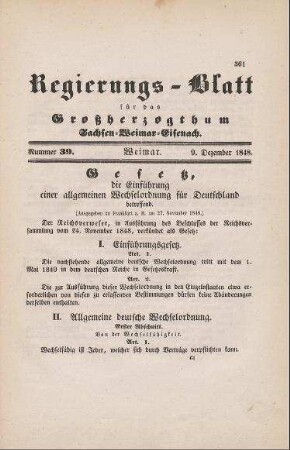 361
Regierungs-Blatt
für das
Großherzogthum
Sachsen-Weimar-Eisenach.
Nummer 39. Weimar. 9. Dezember 1848.
Gesetz,
die Einführung
einer allgemeinen Wechselordnung für Deutschland
betreffend.
[Ausgegeben zu Frankfurt a. M. am 27. November 1848.]
Der Reichsverweser, in Ausführung des Beschlusses der Reichsver-
sammlung vom 24. November 1848, verkündet als Gesetz:
I. Einführungsgesetz.
Art. 1.
Die nachstehende allgemeine deutsche Wechselordnung tritt mit dem 1.
Mai 1849 in dem deutschen Reiche in Gesetzeskraft.
Art. 2.
Die zur Ausführung dieser Wechselordnung in den Einzelstaaten etwa er-
forderlichen von diesen zu erlassenden Bestimmungen dürfen keine Abänderungen
derselben enthalten.
II. Allgemeine deutsche Wechselordnung.
Erster Abschnitt.
Von der Wechselfähigkeit.
Art. 1.
Wechselfähig ist Jeder, welcher sich durch Verträge verpflichten kann.